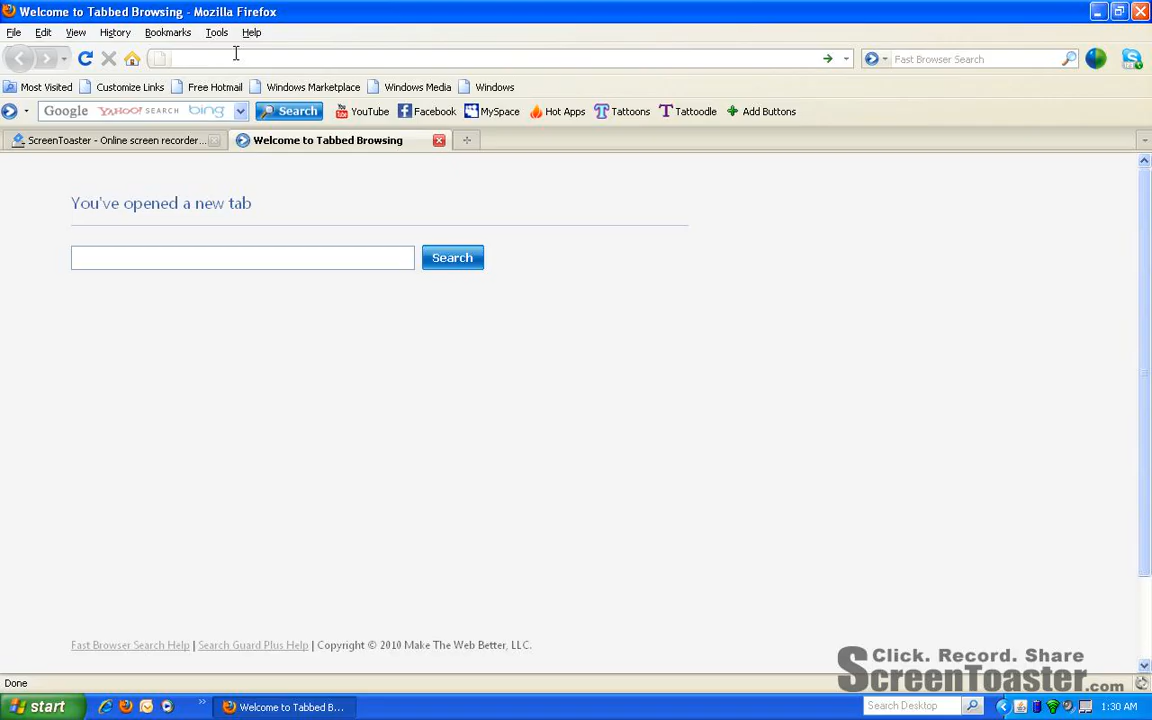 Welcome to Tabbed Browsing - Mozilla Firefox
File Edit View History Bookmarks Tools Help
Fast Browser Search
Most Visited Customize Links Free Hotmail Windows Marketplace Windows Media Windows
Google YAHOO! SEARCH bing Search YouTube Facebook MySpace Hot Apps Tattoons Tattoodle Add Buttons
ScreenToaster - Online screen recorder... Welcome to Tabbed Browsing
You've opened a new tab
Search
Fast Browser Search Help | Search Guard Plus Help | Copyright © 2010 Make The Web Better, LLC.
Click. Record. Share
ScreenToaster.com
Done
start Welcome to Tabbed B... Search Desktop 1:30 AM